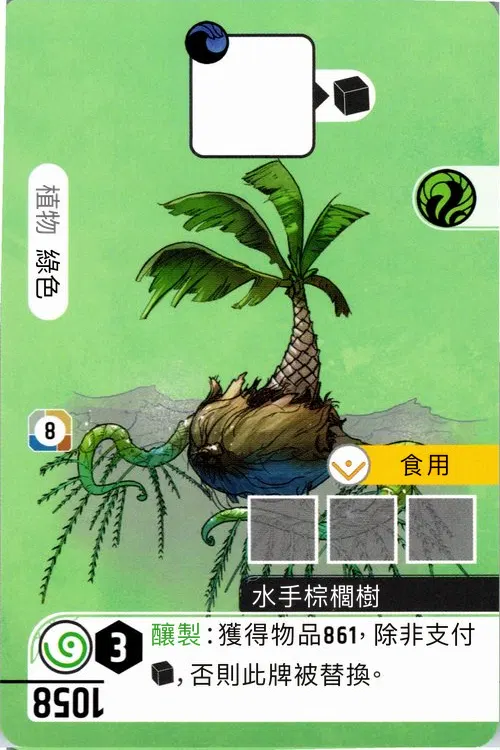 植物 綠色
8
食用
水手棕櫚樹
釀製:獲得物品861,除非支付
3
,否則此牌被替換。
1058